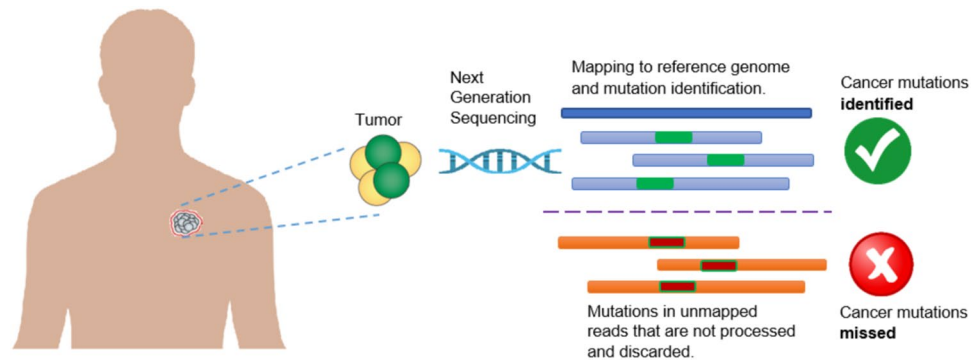 Tumor
Next
Generation
Sequencing
Mapping to reference genome
and mutation identification.
Cancer mutations
identified
Mutations in unmapped
reads that are not processed
and discarded.
Cancer mutations
missed